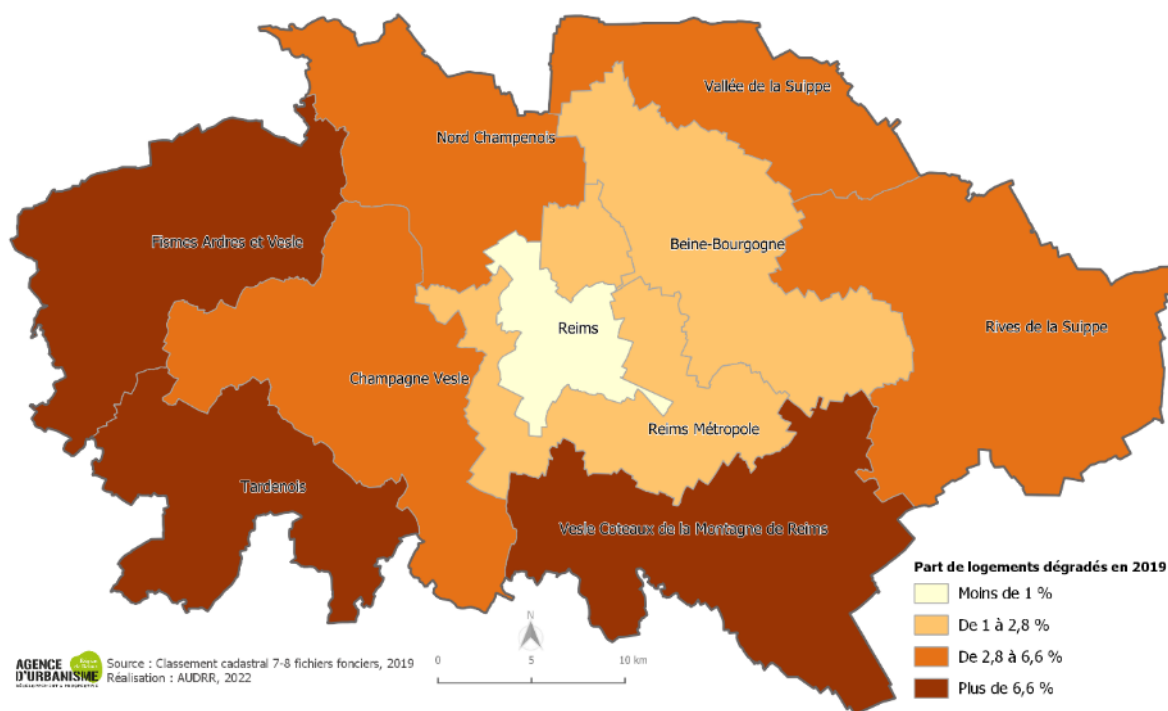 Vallée de la Suippe
Nord Champenois
Fismes Ardres et Vesle
Beine-Bourgogne
Reims
Rives de la Suippe
Champagne Vesle
Reims Métropole
Tardenois
Vesle Coteaux de la Montagne de Reims
Part de logements dégradés en 2019
Moins de 1 %
De 1 à 2,8 %
De 2,8 à 6,6 %
Plus de 6,6 %
N
0 5 10 km
AGENCE
D'URBANISME
Source : Classement cadastral 7-8 fichiers fonciers, 2019
Réalisation : AUDRR, 2022